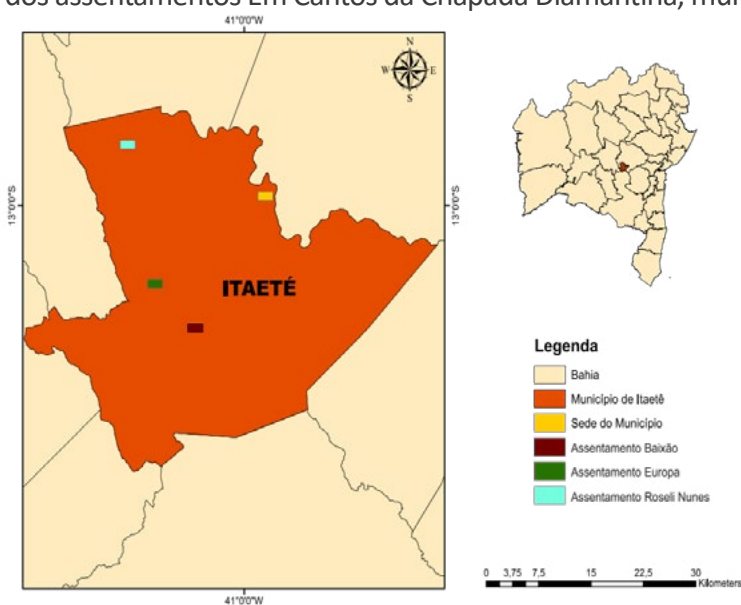 dos assentamentos Em Cantos da Chapada Diamantina,
41°0'0"W
N
W E
S
13°0'0"S
13°0'0"S
ITAETÉ
41°0'0"W
Legenda
Bahia
Município de Itaetê
Sede do Município
Assentamento Baixão
Assentamento Europa
Assentamento Roseli Nunes
0 3,75 7,5 15 22,5 30
Kilometers